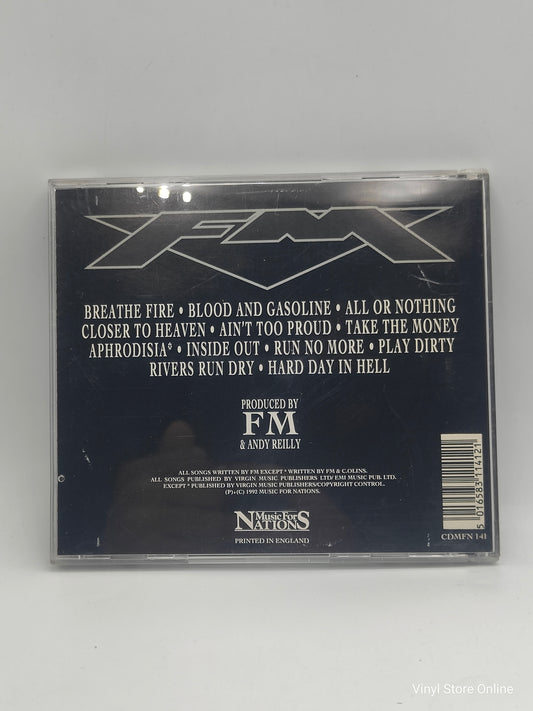 FM
BREATHE FIRE • BLOOD AND GASOLINE • ALL OR NOTHING
CLOSER TO HEAVEN • AIN'T TOO PROUD • TAKE THE MONEY
APHRODISIA* • INSIDE OUT • RUN NO MORE • PLAY DIRTY
RIVERS RUN DRY • HARD DAY IN HELL
PRODUCED BY
FM
& ANDY REILLY
ALL SONGS WRITTEN BY FM EXCEPT * WRITTEN BY FM & C.OLINS.
ALL SONGS PUBLISHED BY VIRGIN MUSIC PUBLISHERS LTD/ EMI MUSIC PUB. LTD.
EXCEPT * PUBLISHED BY VIRGIN MUSIC PUBLISHERS/COPYRIGHT CONTROL.
(P)+(C) 1992 MUSIC FOR NATIONS.
Music For
NATIONS
PRINTED IN ENGLAND
5 016583 114121
CDMFN 141
Vinyl Store Online